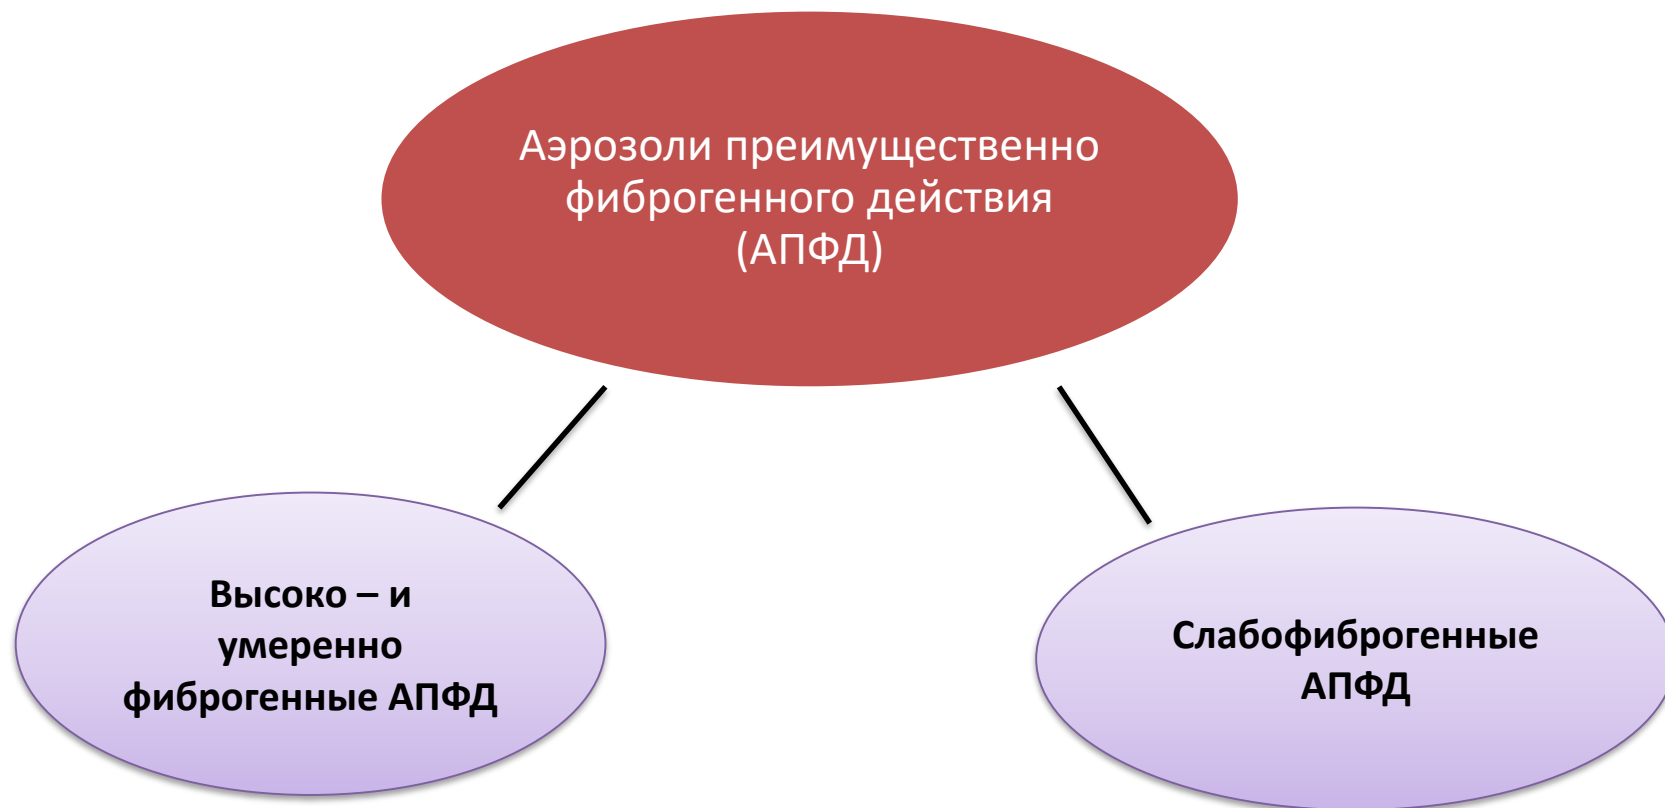 Аэрозоли преимущественно
фиброгенного действия
(АПФД)
Высоко – и
умеренно
фиброгенные АПФД
Слабофиброгенные
АПФД